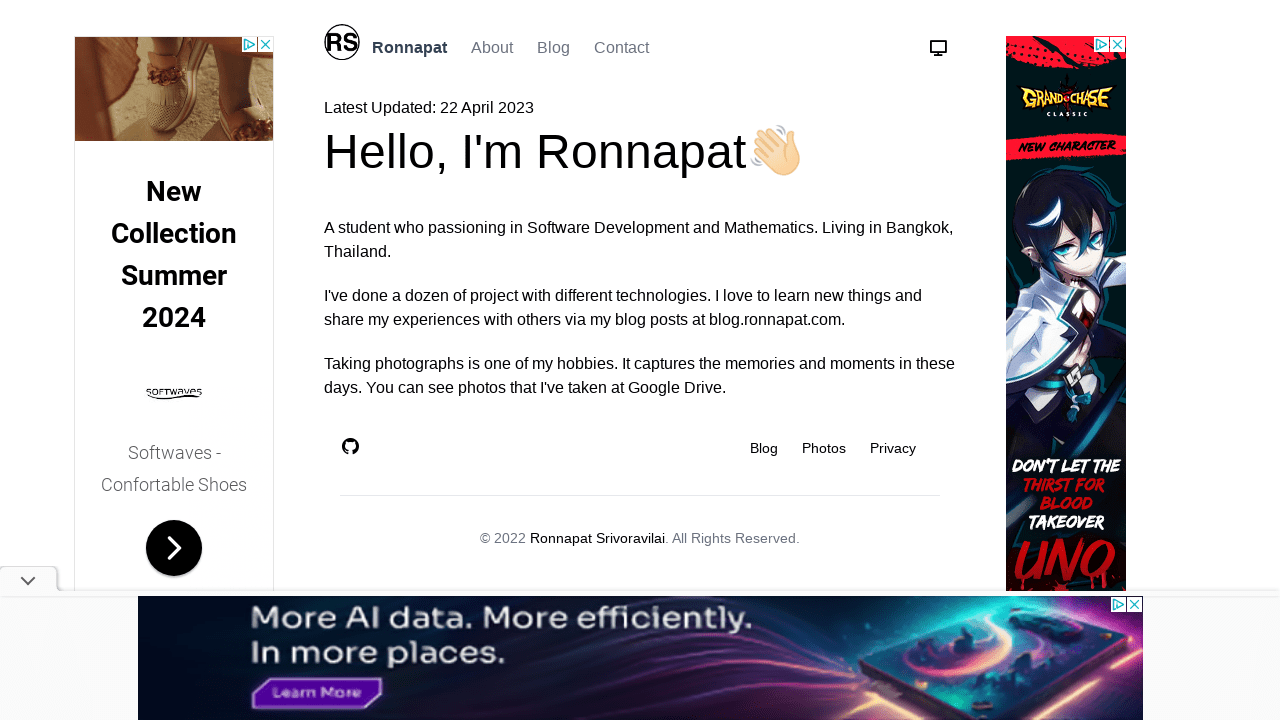 RS
Ronnapat
About
Blog
Contact
Latest Updated: 22 April 2023
Hello, I'm Ronnapat
A student who passioning in Software Development and Mathematics. Living in Bangkok,
Thailand.
I've done a dozen of project with different technologies. I love to learn new things and
share my experiences with others via my blog posts at blog.ronnapat.com.
Taking photographs is one of my hobbies. It captures the memories and moments in these
days. You can see photos that I've taken at Google Drive.
Blog
Photos
Privacy
© 2022 Ronnapat Srivoravilai. All Rights Reserved.
New
Collection
Summer
2024
SOFTWAVES
Softwaves -
Confortable Shoes
GRAND CHASE
CLASSIC
NEW CHARACTER
DON'T LET THE
THIRST FOR
BLOOD
TAKEOVER
UNO
More AI data. More efficiently.
In more places.
Learn More